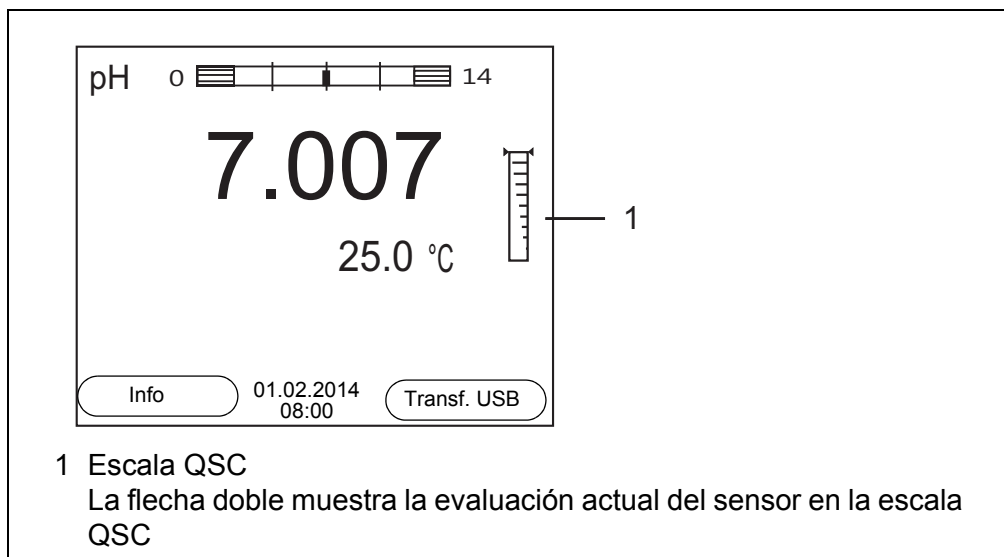 pH 0 14
7.007
1
25.0 °C
Info
01.02.2014
08:00
Transf. USB
1 Escala QSC
La flecha doble muestra la evaluación actual del sensor en la escala
QSC